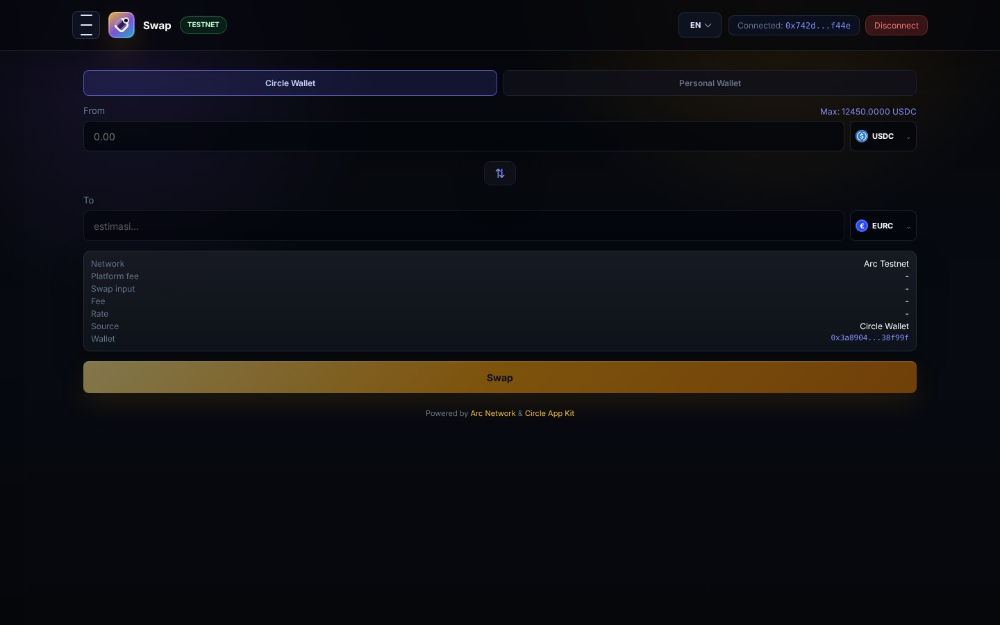 Swap TESTNET EN Connected: 0x742d...f44e Disconnect
Circle Wallet Personal Wallet
From Max: 12450.0000 USDC
0.00 USDC
To
estimasi... EURC
Network Arc Testnet
Platform fee -
Swap input -
Fee -
Rate -
Source Circle Wallet
Wallet 0x3a8904...38f99f
Swap
Powered by Arc Network & Circle App Kit